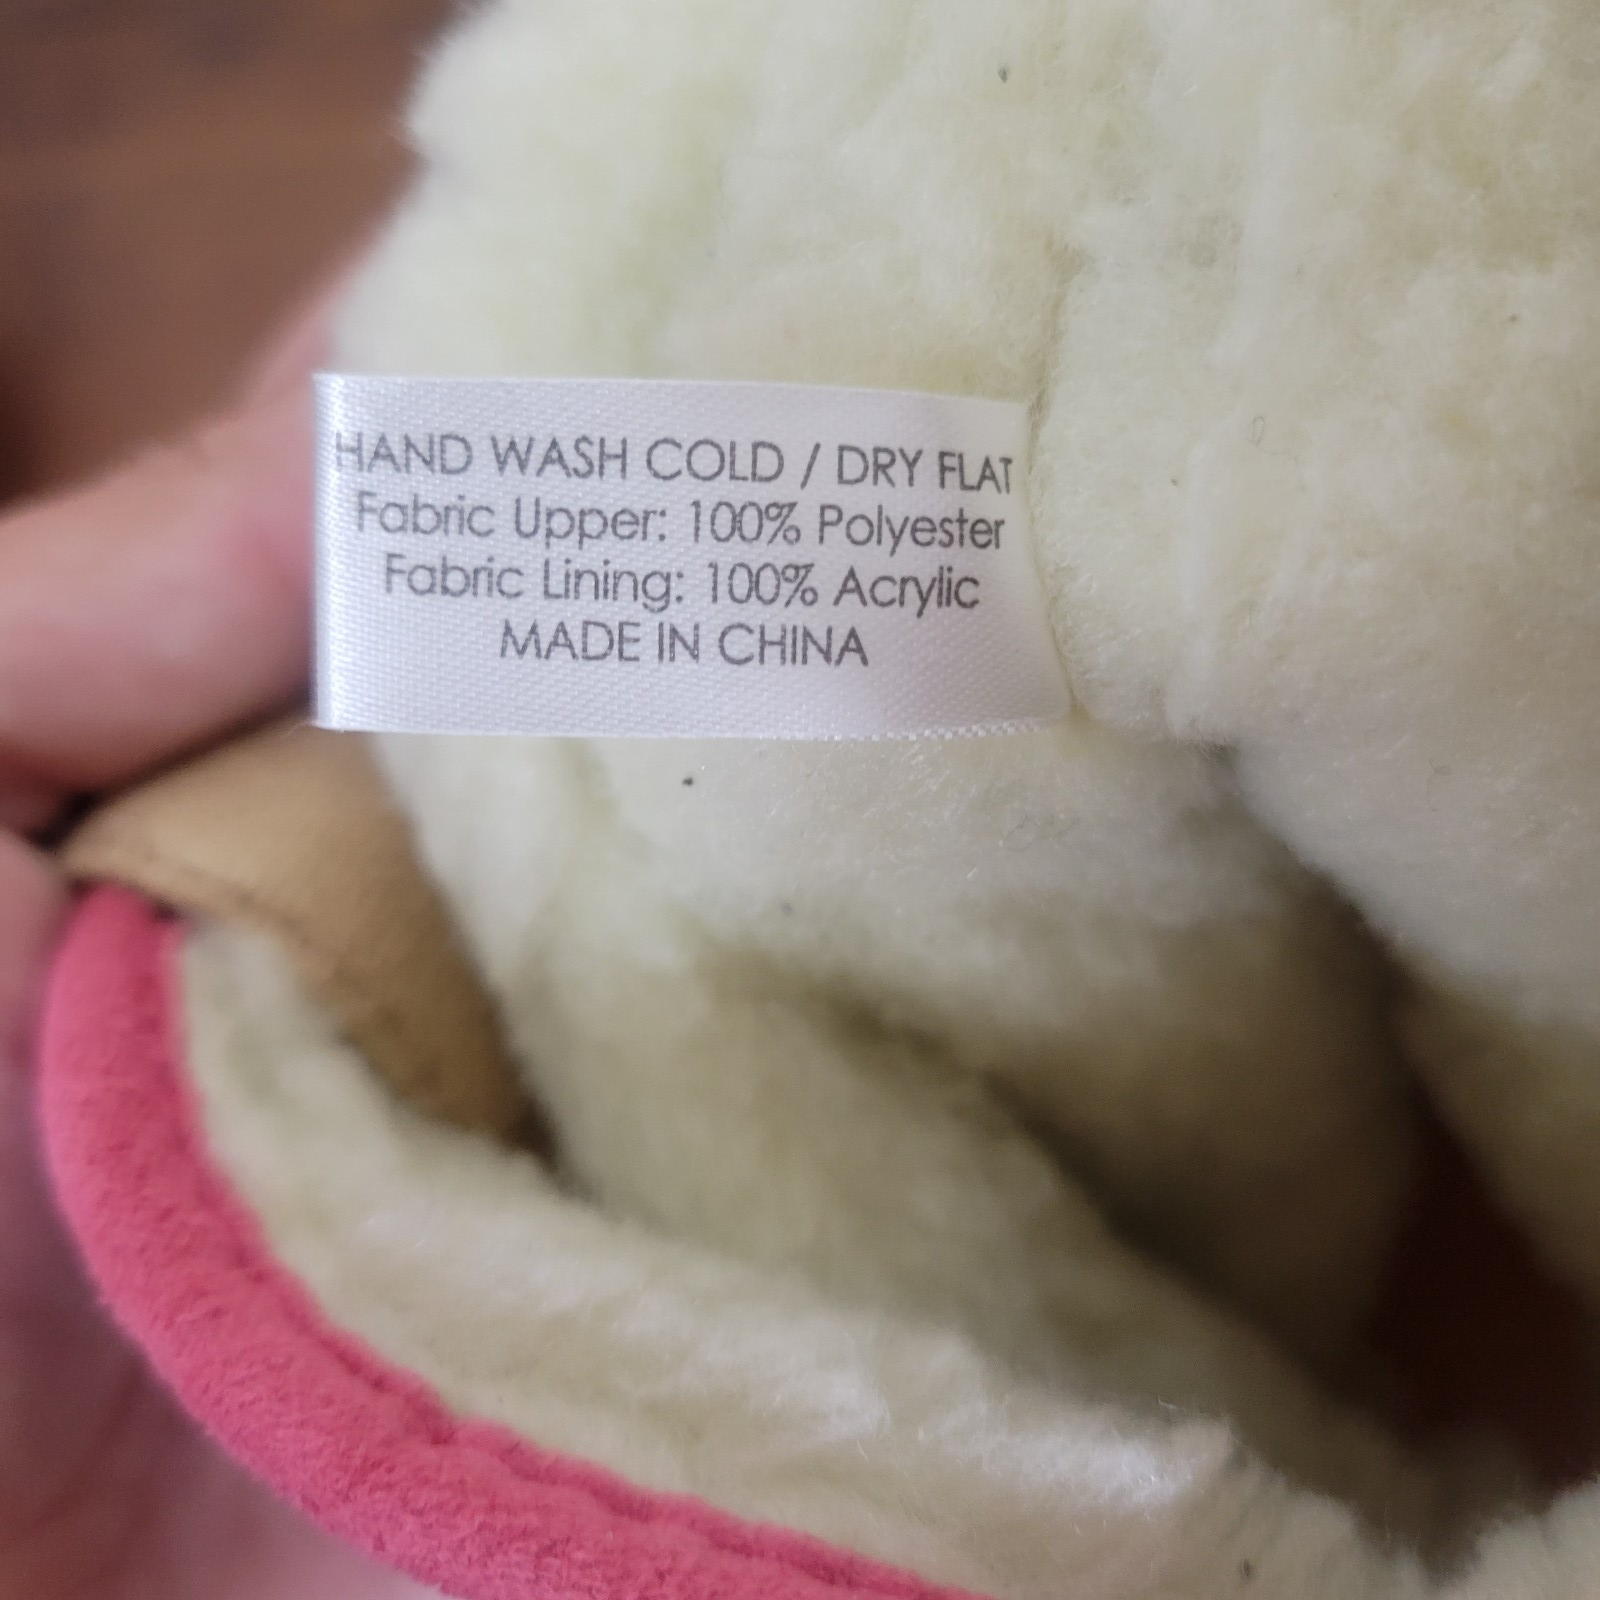 HAND WASH COLD / DRY FLAT
Fabric Upper: 100% Polyester
Fabric Lining: 100% Acrylic
MADE IN CHINA